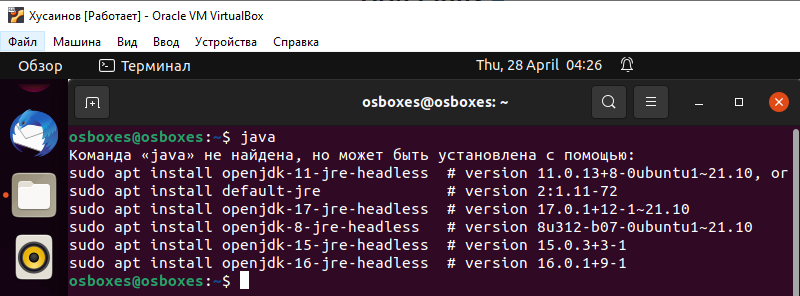 Хусаинов [Работает] - Oracle VM VirtualBox
Файл Машина Вид Ввод Устройства Справка
Обзор Терминал Thu, 28 April 04:26
osboxes@osboxes: ~
osboxes@osboxes:~$ java
Команда «java» не найдена, но может быть установлена с помощью:
sudo apt install openjdk-11-jre-headless # version 11.0.13+8-0ubuntu1~21.10, or
sudo apt install default-jre # version 2:1.11-72
sudo apt install openjdk-17-jre-headless # version 17.0.1+12-1~21.10
sudo apt install openjdk-8-jre-headless # version 8u312-b07-0ubuntu1~21.10
sudo apt install openjdk-15-jre-headless # version 15.0.3+3-1
sudo apt install openjdk-16-jre-headless # version 16.0.1+9-1
osboxes@osboxes:~$